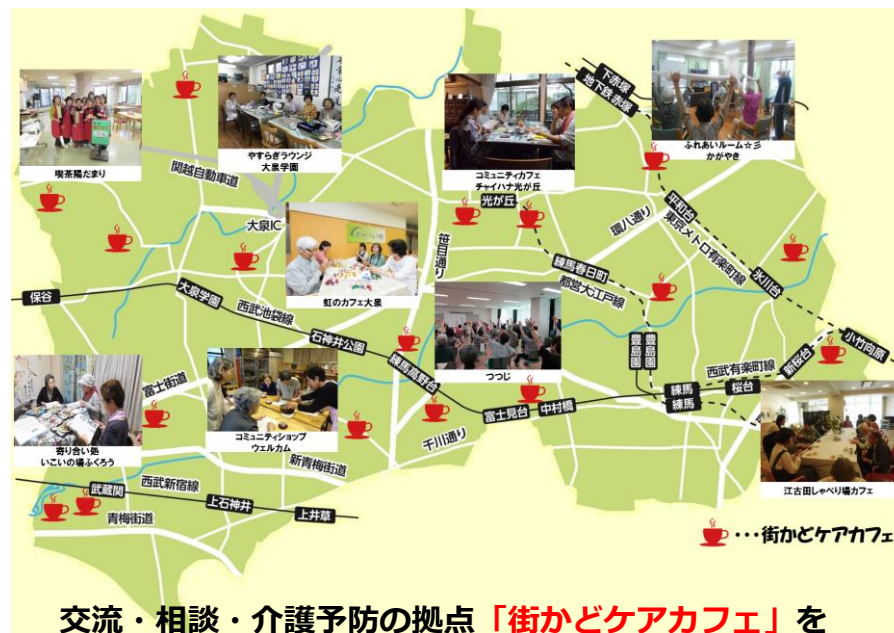 喫茶陽だまり
やすらぎラウンジ
大泉学園
コミュニティカフェ
チャイハナ光が丘
ふれあいルーム☆彡
かがやき
下赤塚
地下鉄赤塚
関越自動車道
大泉IC
虹のカフェ大泉
笹目通り
光が丘
環八通り
平和台
東京メトロ有楽町線
氷川台
小竹向原
練馬春日町
都営大江戸線
保谷
大泉学園
西武池袋線
石神井公園
練馬高野台
つつじ
豊島園
豊島園
西武有楽町線
新桜台
練馬
練馬
桜台
富士見台
中村橋
千川通り
富士街道
寄り合い処
いこいの場ふくろう
コミュニティショップ
ウェルカム
新青梅街道
西武新宿線
武蔵関
上石神井
上井草
青梅街道
江古田しゃべり場カフェ
･･･街かどケアカフェ
交流・相談・介護予防の拠点「街かどケアカフェ」を